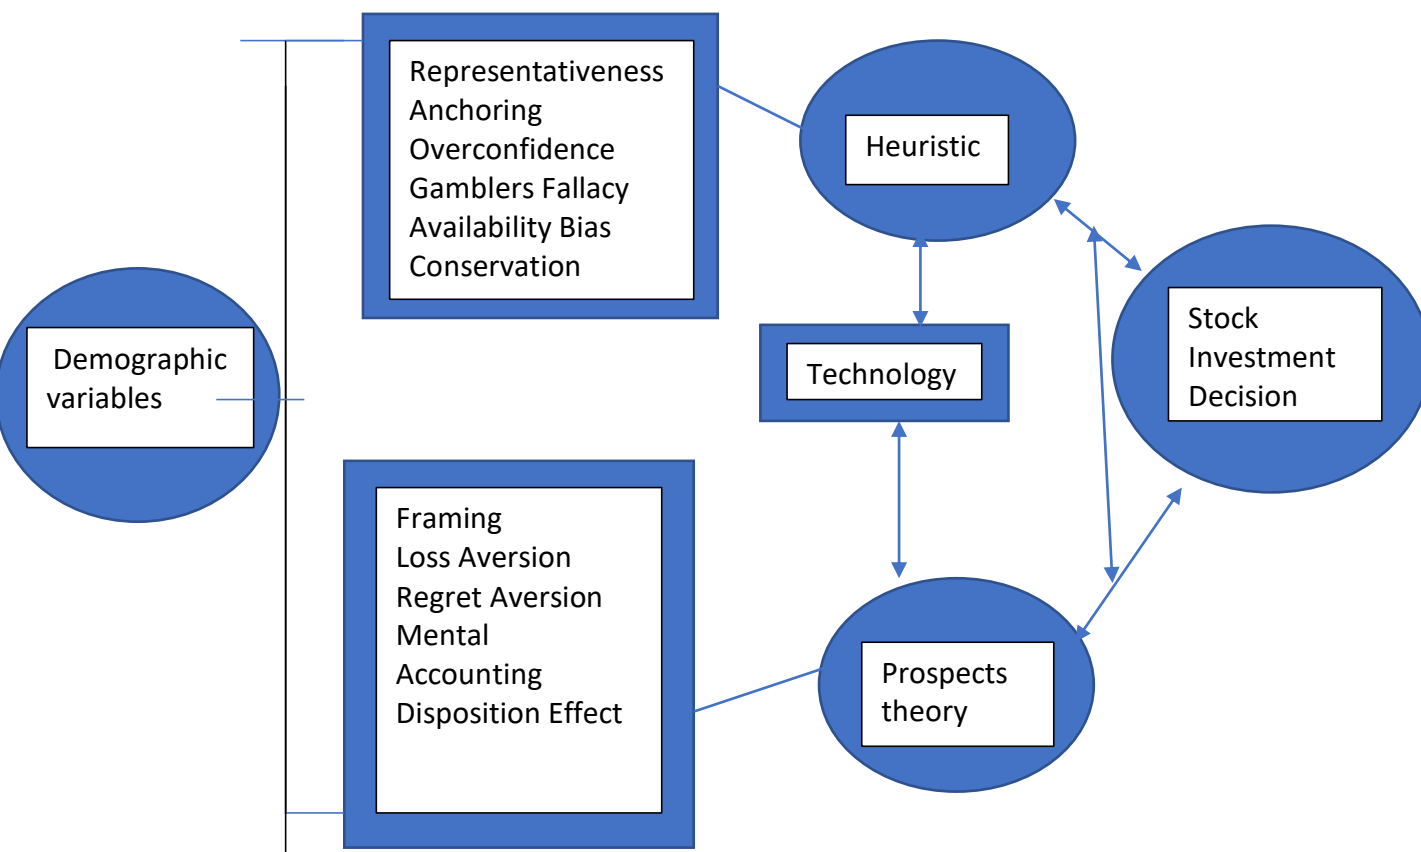 Representativeness
Anchoring
Overconfidence
Gamblers Fallacy
Availability Bias
Conservation
Heuristic
Demographic
variables
Technology
Stock
Investment
Decision
Framing
Loss Aversion
Regret Aversion
Mental
Accounting
Disposition Effect
Prospects
theory